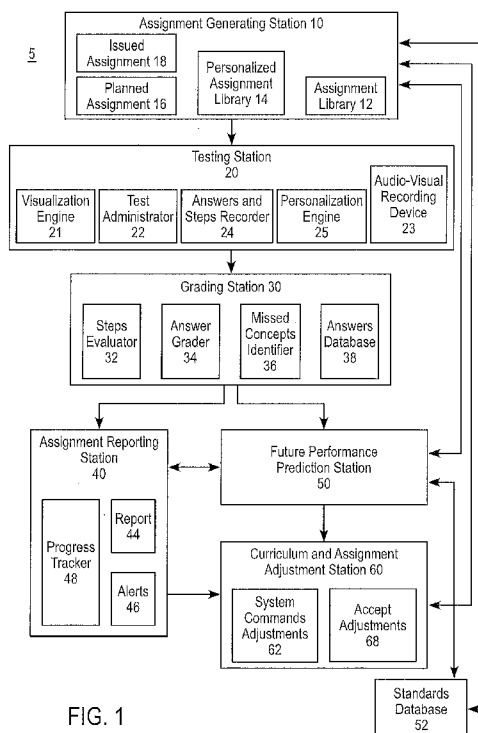 Assignment Generating Station 10
5
Issued
Assignment 18
Planned
Assignment 16
Personalized
Assignment
Library 14
Assignment
Library 12
Testing Station
20
Visualization
Engine
21
Test
Administrator
22
Answers and
Steps Recorder
24
Personalization
Engine
25
Audio-Visual
Recording
Device
23
Grading Station 30
Steps
Evaluator
32
Answer
Grader
34
Missed
Concepts
Identifier
36
Answers
Database
38
Assignment Reporting
Station
40
Progress
Tracker
48
Report
44
Alerts
46
Future Performance
Prediction Station
50
Curriculum and Assignment
Adjustment Station 60
System
Commands
Adjustments
62
Accept
Adjustments
68
Standards
Database
52
FIG. 1